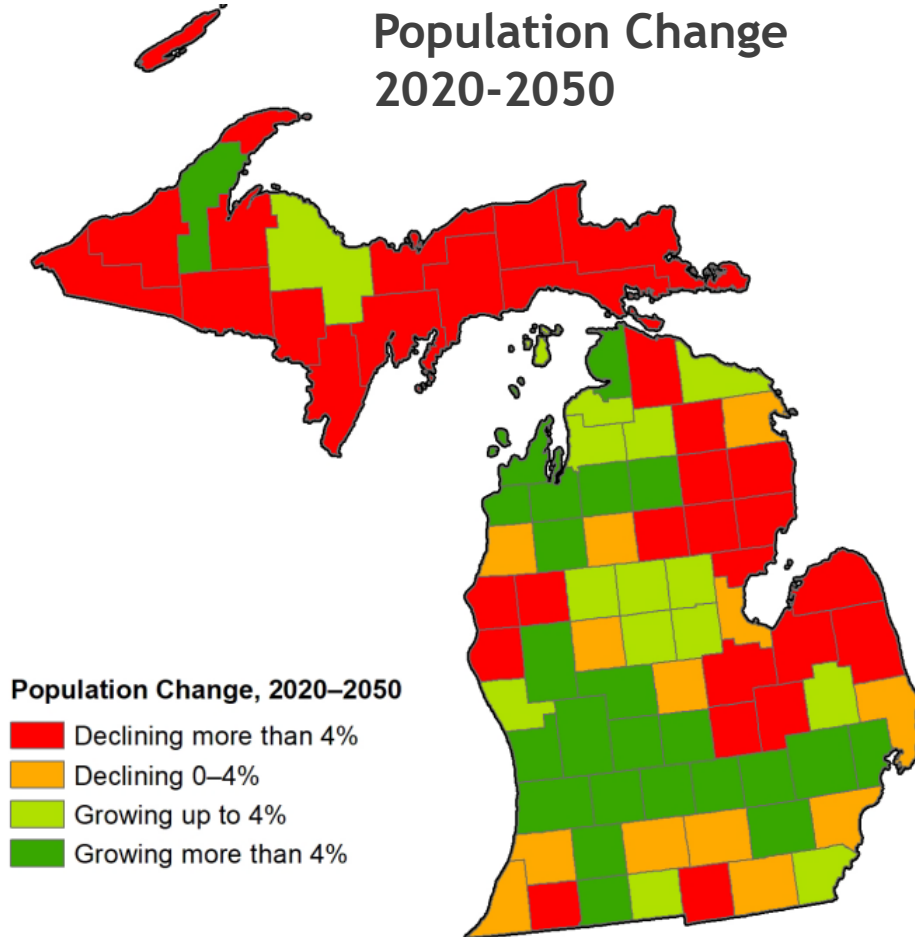 Population Change
2020-2050
Population Change, 2020–2050
Declining more than 4%
Declining 0–4%
Growing up to 4%
Growing more than 4%